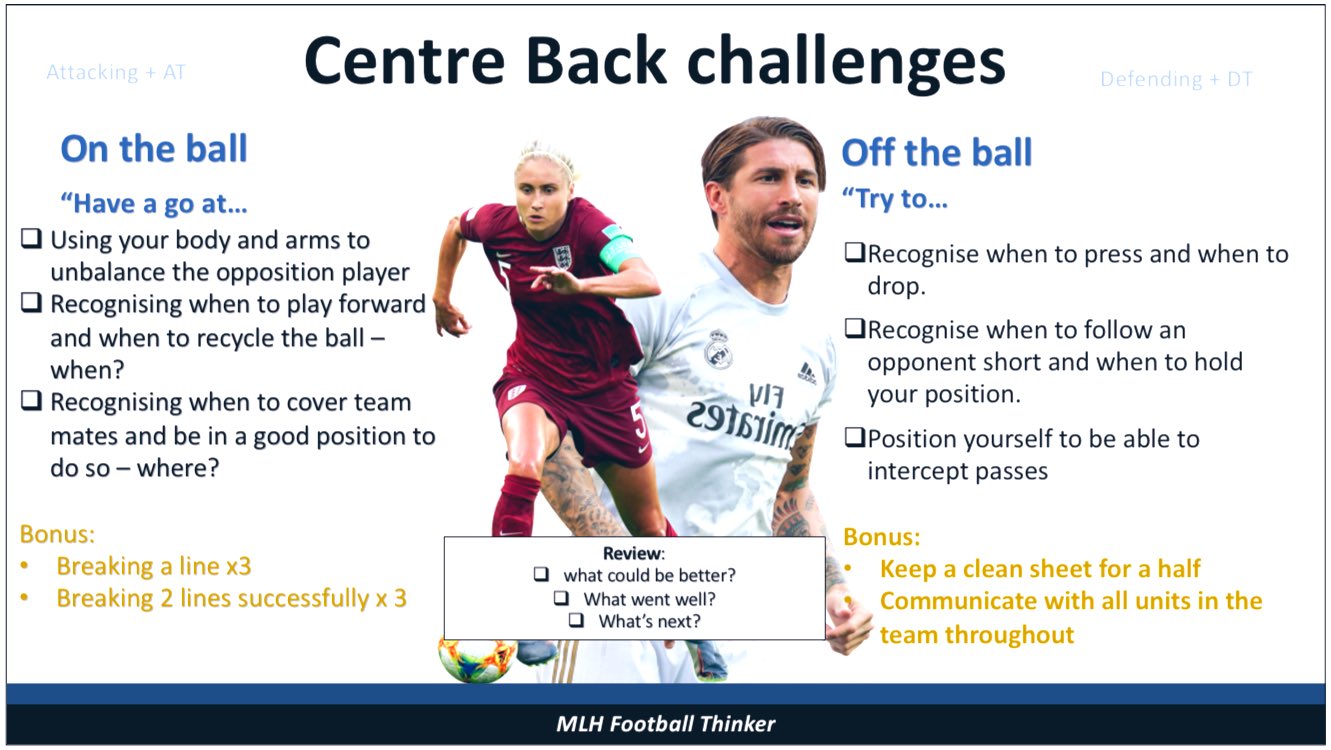 Centre Back challenges
Attacking + AT
Defending + DT
On the ball
“Have a go at…
❑ Using your body and arms to
unbalance the opposition player
❑ Recognising when to play forward
and when to recycle the ball –
when?
❑ Recognising when to cover team
mates and be in a good position to
do so – where?
Bonus:
• Breaking a line x3
• Breaking 2 lines successfully x 3
5
5
Fly
Emirates
Review:
❑ what could be better?
❑ What went well?
❑ What’s next?
Off the ball
“Try to…
❑Recognise when to press and when to
drop.
❑Recognise when to follow an
opponent short and when to hold
your position.
❑Position yourself to be able to
intercept passes
Bonus:
• Keep a clean sheet for a half
• Communicate with all units in the
team throughout
MLH Football Thinker